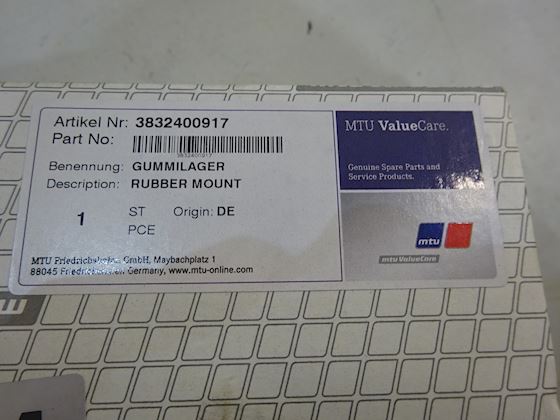 Artikel Nr: 3832400917
Part No:
3832400917
Benennung: GUMMILAGER
Description: RUBBER MOUNT
1 ST Origin: DE
PCE
MTU Friedrichshafen GmbH, Maybachplatz 1
88045 Friedrichshafen Germany, www.mtu-online.com
MTU ValueCare.
Genuine Spare Parts and
Service Products.
mtu
mtu ValueCare